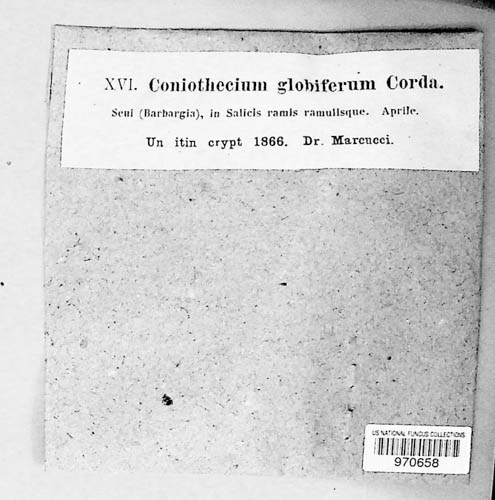 XVI. Coniothecium globiferum Corda.
Seui (Barbargia), in Salicis ramis ramulisque. Aprile.
Un itin crypt 1866. Dr. Marcucci.
US NATIONAL FUNGUS COLLECTIONS
970658